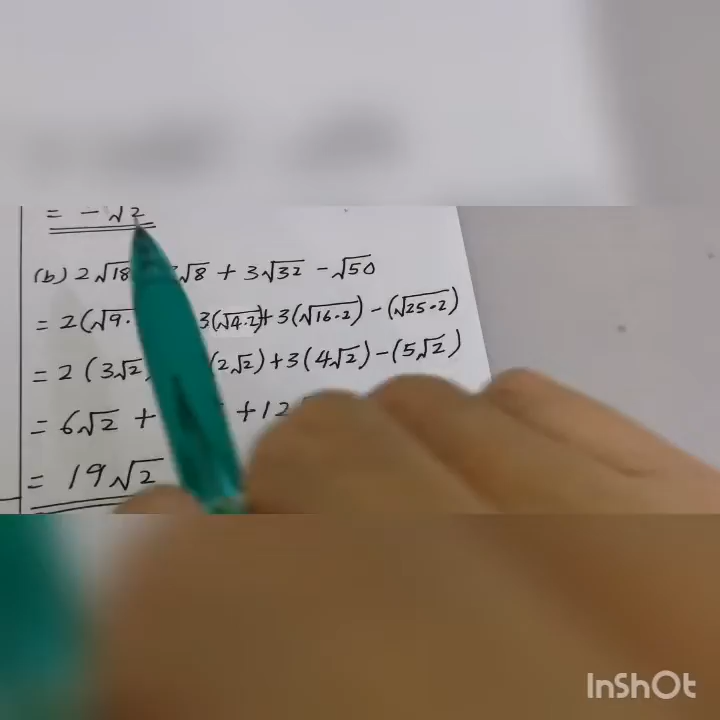 = -√2
(b) 2√18 √8 + 3√32 - √50
= 2(√9· 3(√4·2)+3(√16·2)-(√25·2)
= 2(3√2 (2√2)+3(4√2)-(5√2)
= 6√2 + +12
= 19√2
InShOt